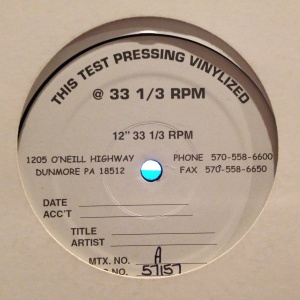 THIS TEST PRESSING VINYLIZED
@ 33 1/3 RPM
12" 33 1/3 RPM
1205 O'NEILL HIGHWAY PHONE 570-558-6600
DUNMORE PA 18512 FAX 570-558-6650
DATE
ACC'T
TITLE
ARTIST
MTX. NO. A
NO. 57157